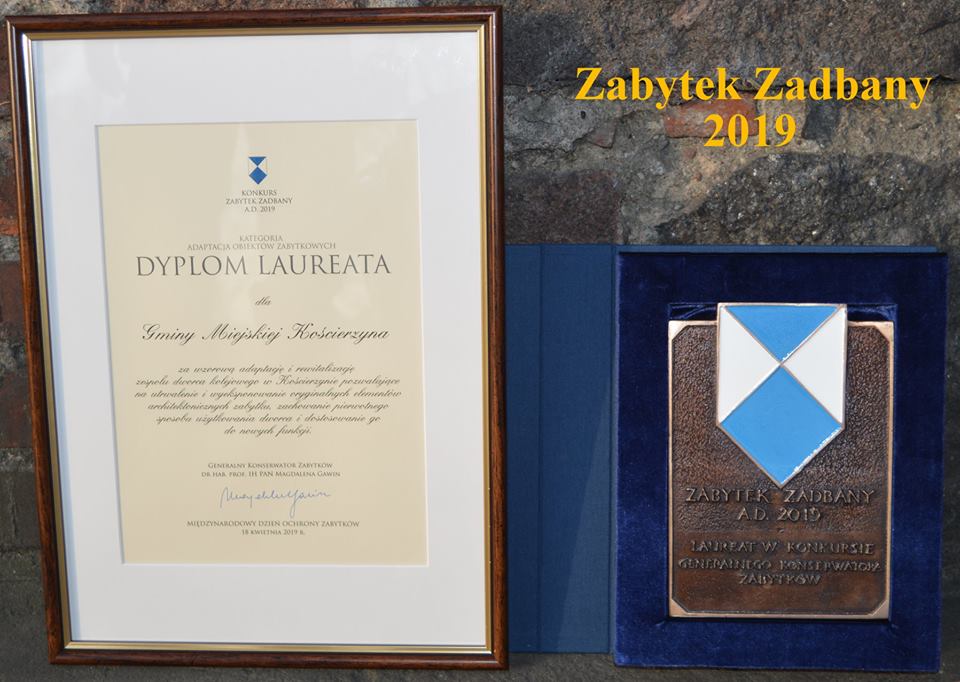 Zabytek Zadbany
2019
KONKURS
ZABYTEK ZADBANY
A.D. 2019
KATEGORIA
ADAPTACJA OBIEKTÓW ZABYTKOWYCH
DYPLOM LAUREATA
dla
Gminy Miejskiej Kościerzyna
za wzorową adaptację i rewitalizację
zespołu dworca kolejowego w Kościerzynie pozwalające
na utrwalenie i wyeksponowanie oryginalnych elementów
architektonicznych zabytku, zachowanie pierwotnego
sposobu użytkowania dworca i dostosowanie go
do nowych funkcji.
GENERALNY KONSERWATOR ZABYTKÓW
DR HAB. PROF. IH PAN MAGDALENA GAWIN
MIĘDZYNARODOWY DZIEŃ OCHRONY ZABYTKÓW
18 KWIETNIA 2019 R.
ZABYTEK ZADBANY
A.D. 2019
LAUREAT W KONKURSIE
GENERALNEGO KONSERWATORA
ZABYTKÓW